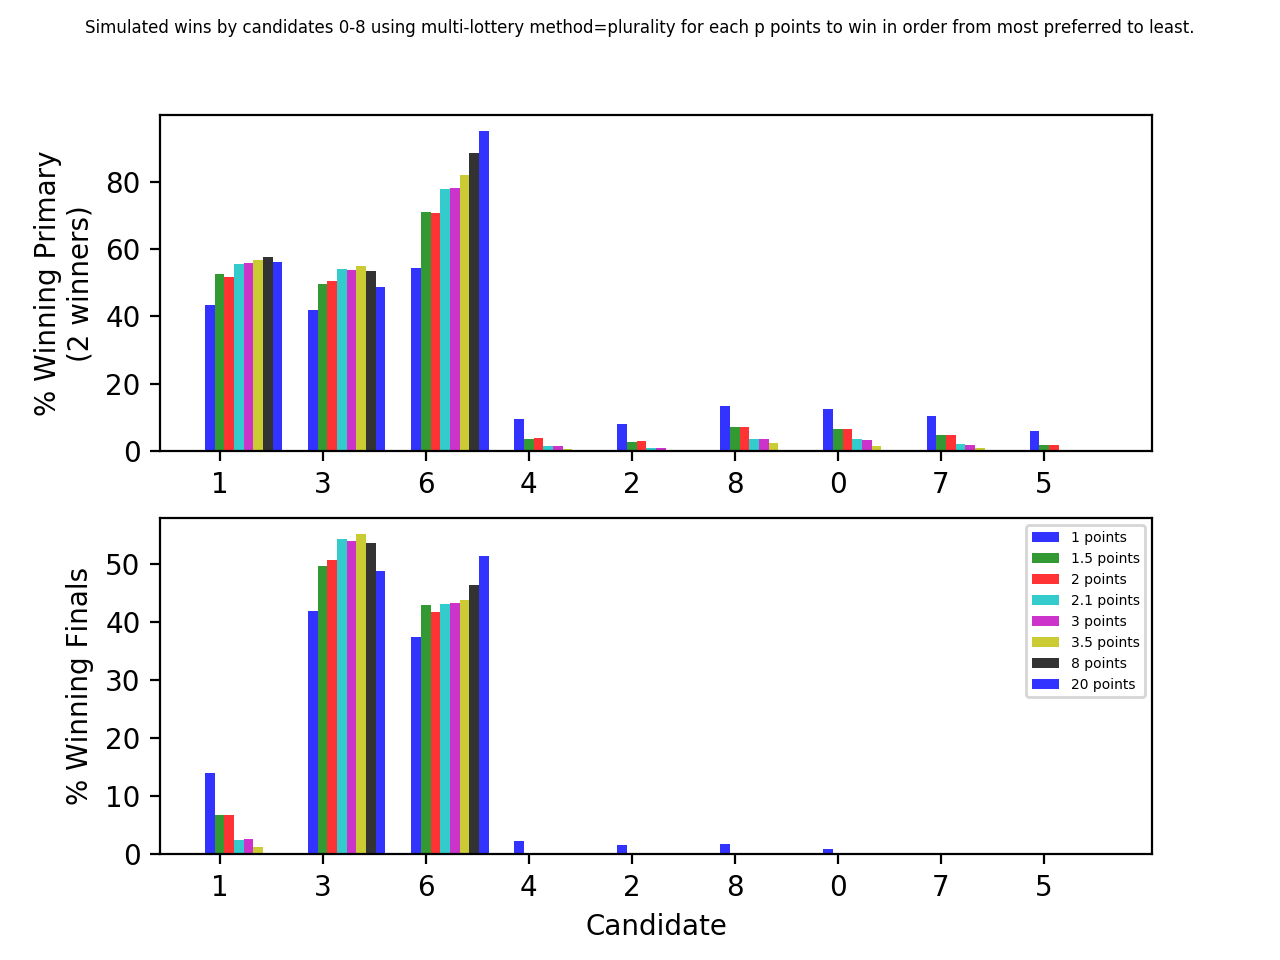 Simulated wins by candidates 0-8 using multi-lottery method=plurality for each p points to win in order from most preferred to least.
% Winning Primary
(2 winners)
80
60
40
20
0
1 3 6 4 2 8 0 7 5
% Winning Finals
50
40
30
20
10
0
1 points
1.5 points
2 points
2.1 points
3 points
3.5 points
8 points
20 points
1 3 6 4 2 8 0 7 5
Candidate